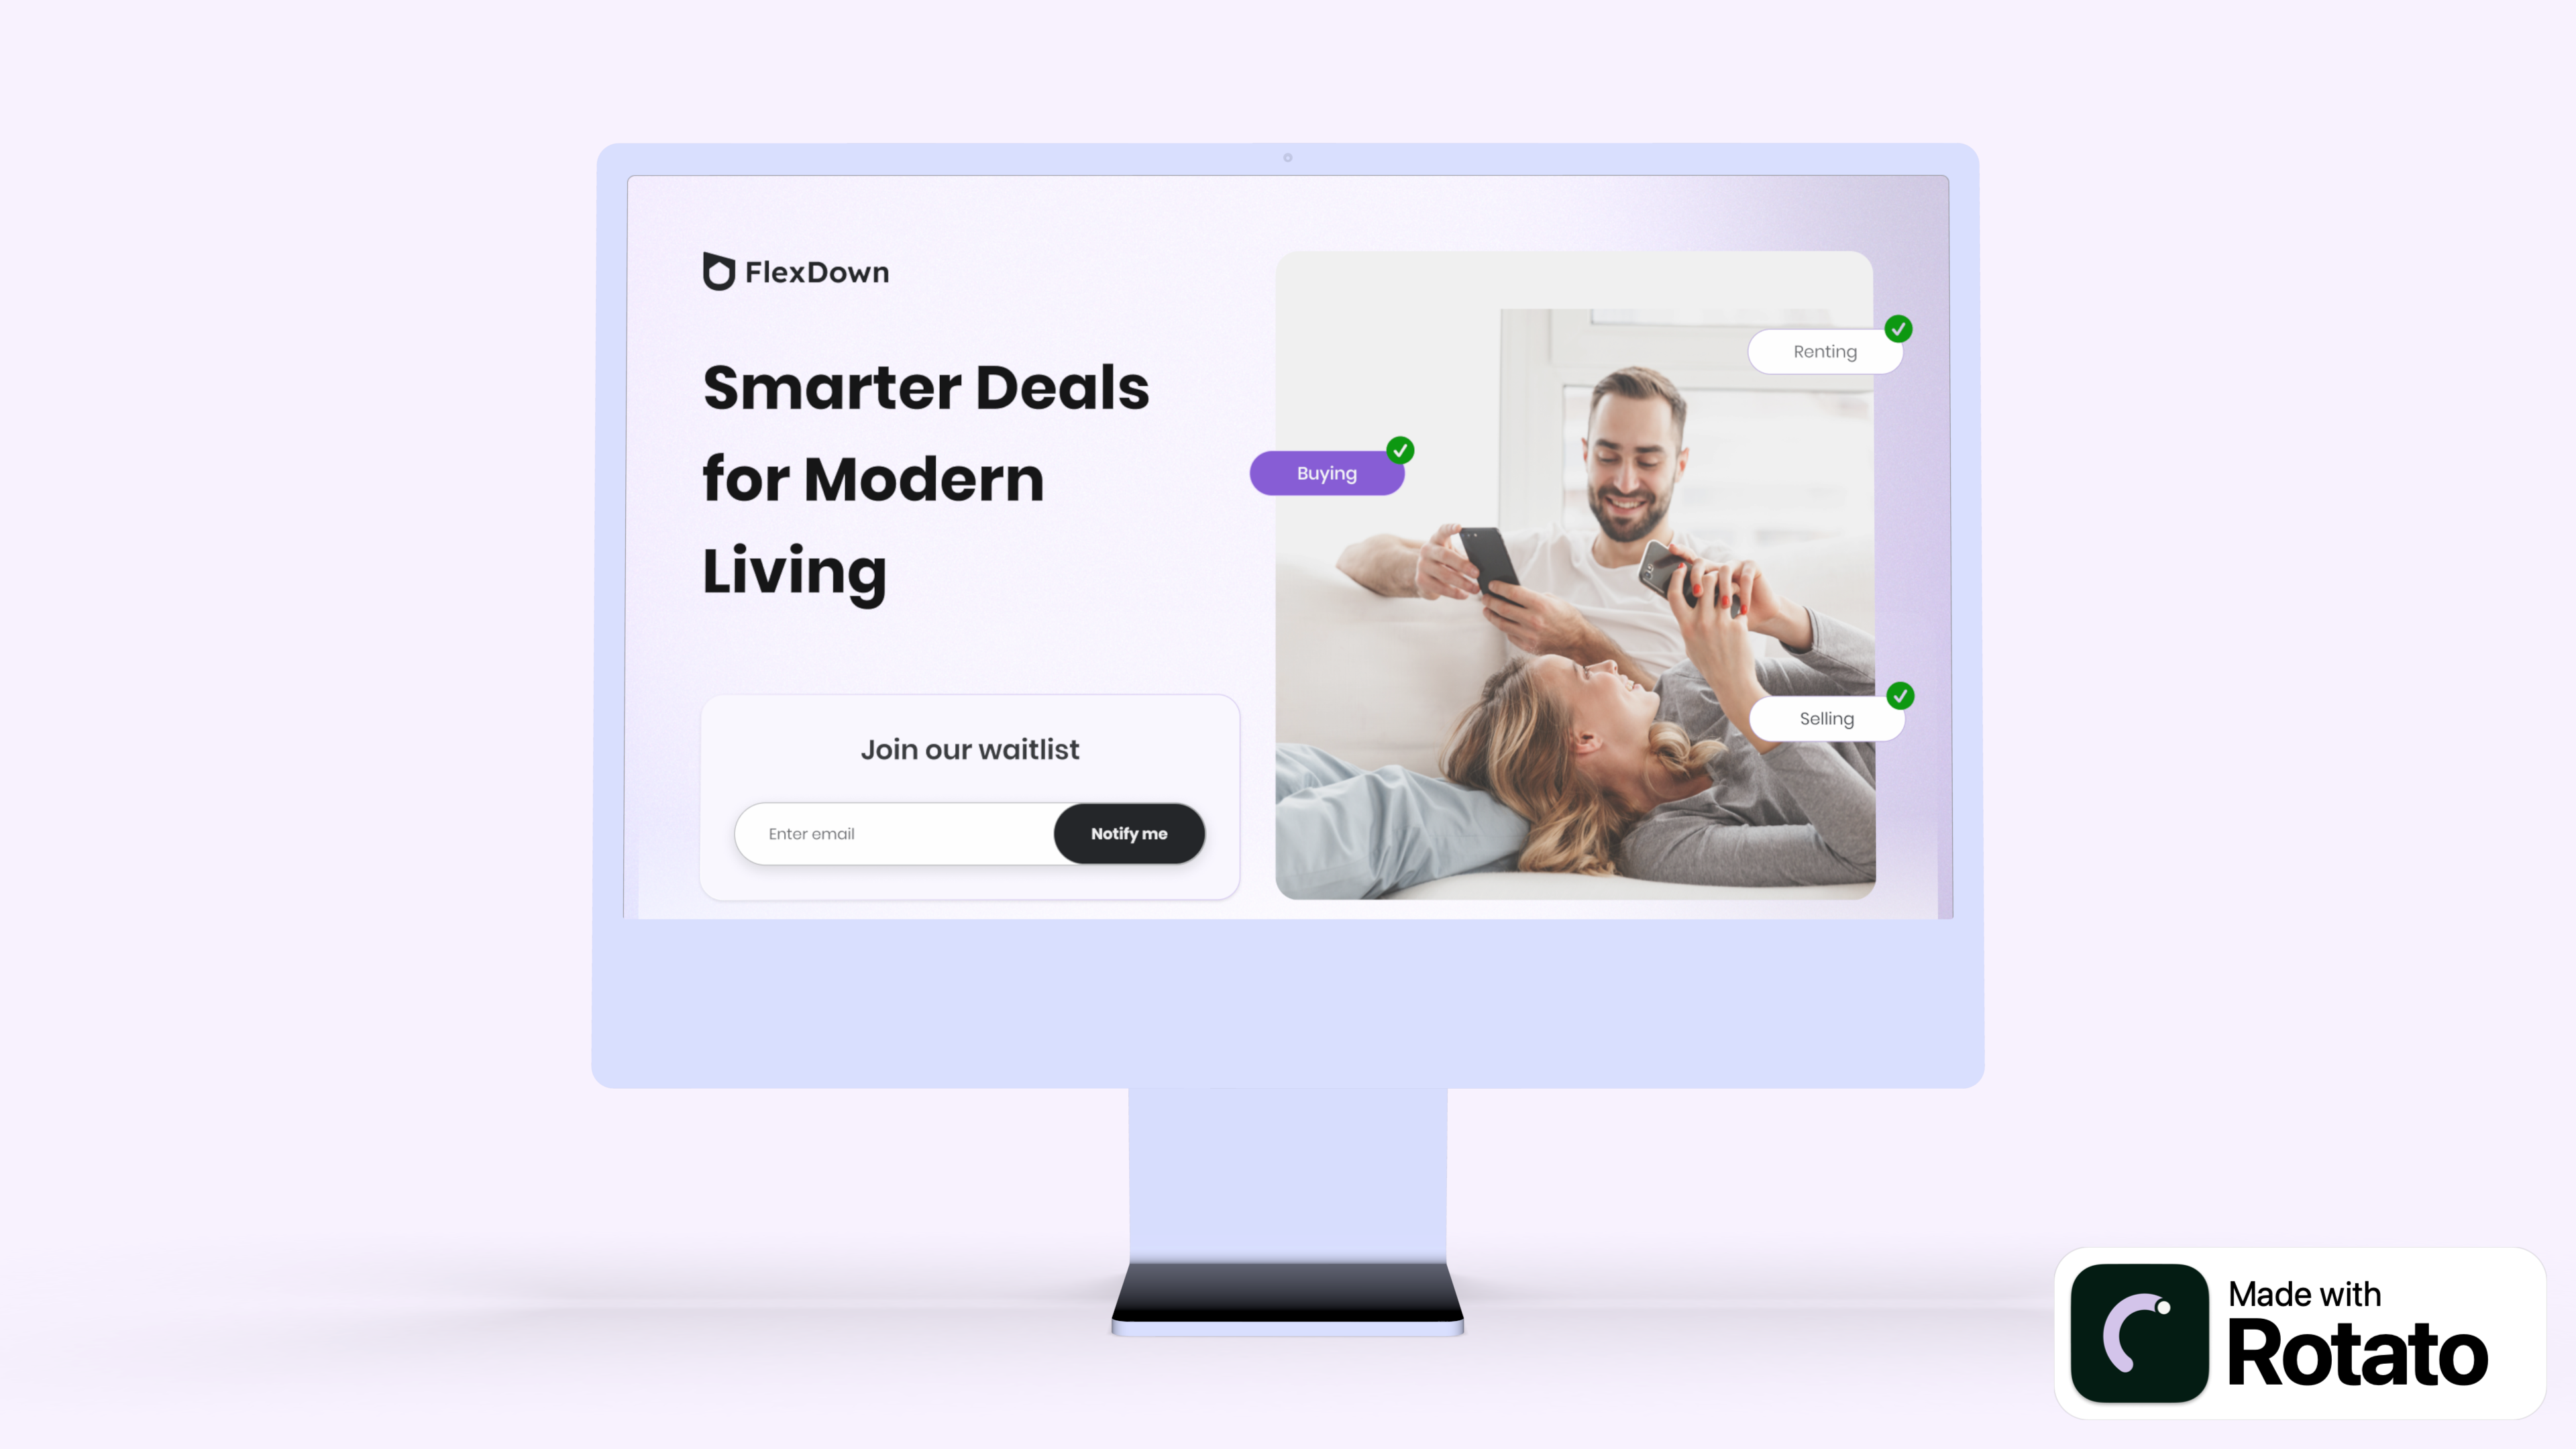 FlexDown
Smarter Deals
for Modern
Living
Join our waitlist
Enter email
Notify me
Renting
Buying
Selling
Made with
Rotato